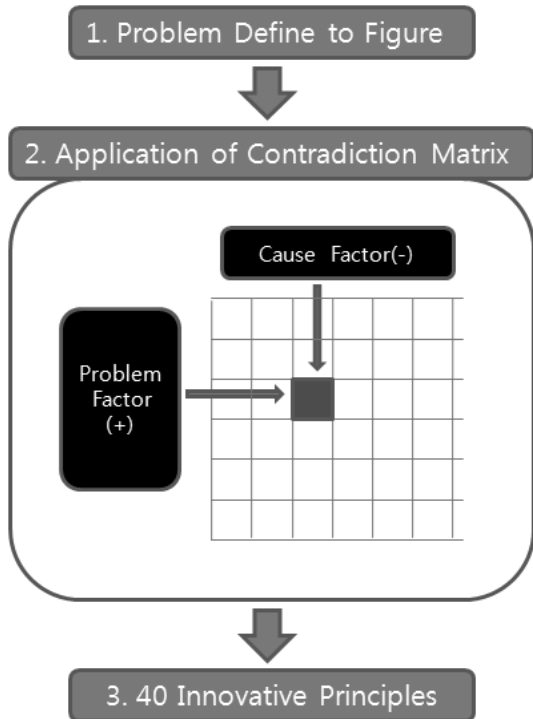 1. Problem Define to Figure
2. Application of Contradiction Matrix
Cause Factor(-)
Problem
Factor
(+)
3. 40 Innovative Principles